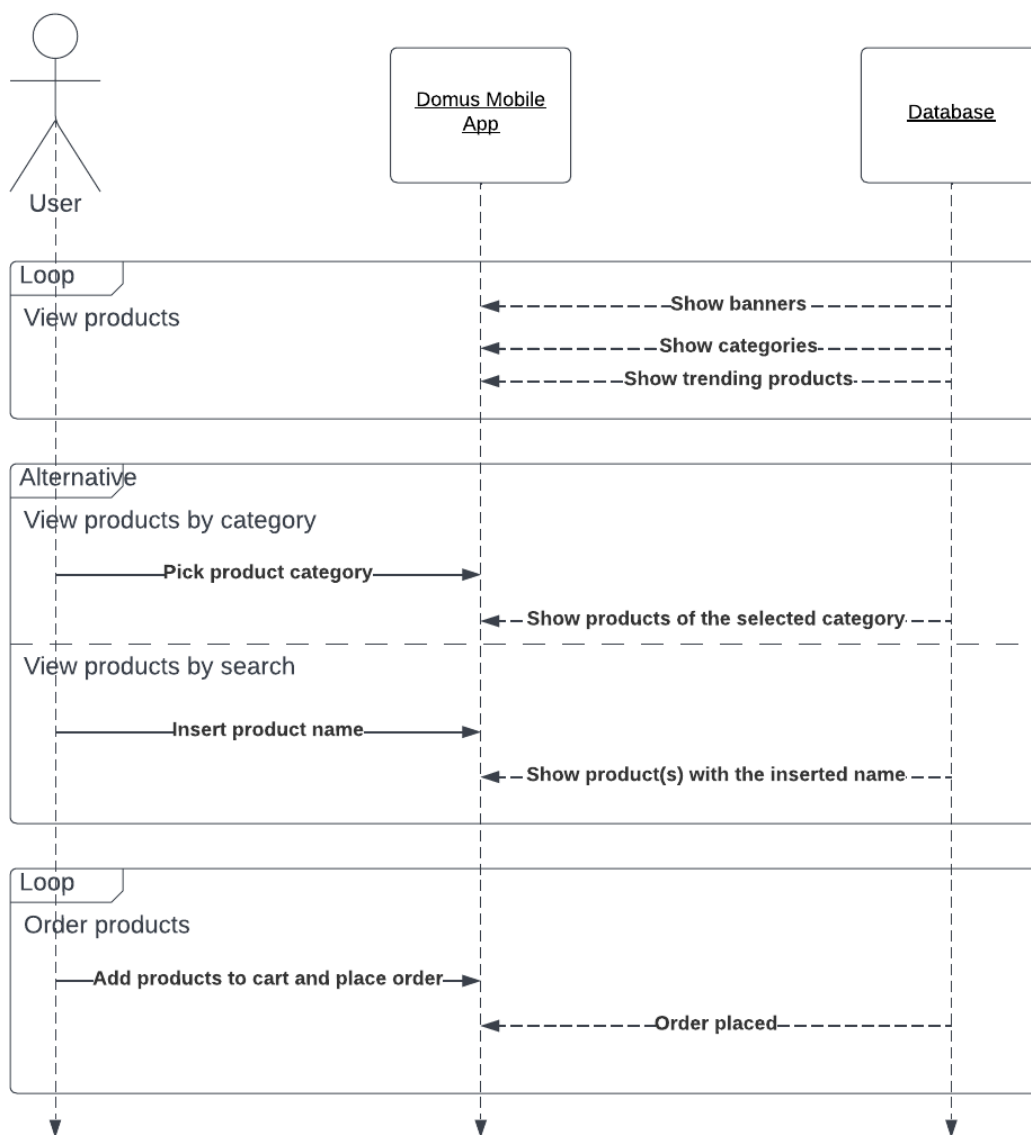 Domus Mobile
App
Database
User
Loop
View products
Show banners
Show categories
Show trending products
Alternative
View products by category
Pick product category
Show products of the selected category
View products by search
Insert product name
Show product(s) with the inserted name
Loop
Order products
Add products to cart and place order
Order placed